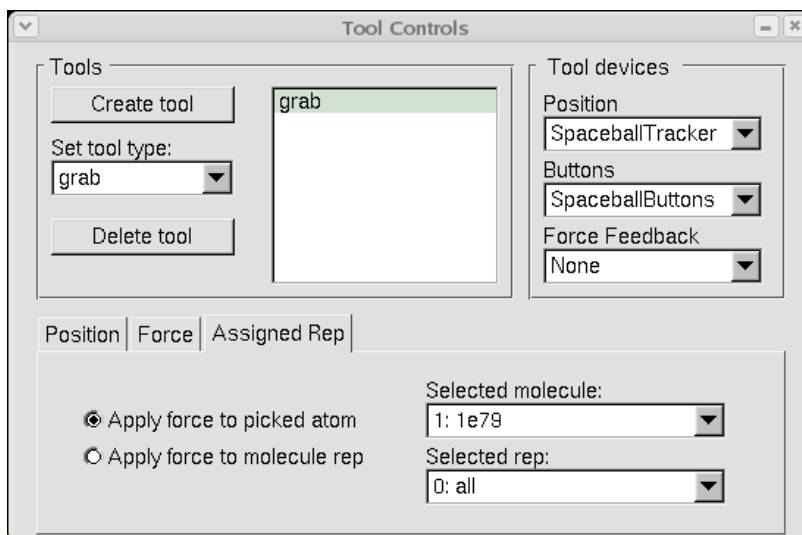 Tool Controls
Tools
Create tool
Set tool type:
grab
Delete tool
grab
Tool devices
Position
SpaceballTracker
Buttons
SpaceballButtons
Force Feedback
None
Position Force Assigned Rep
Apply force to picked atom
Apply force to molecule rep
Selected molecule:
1: 1e79
Selected rep:
0: all